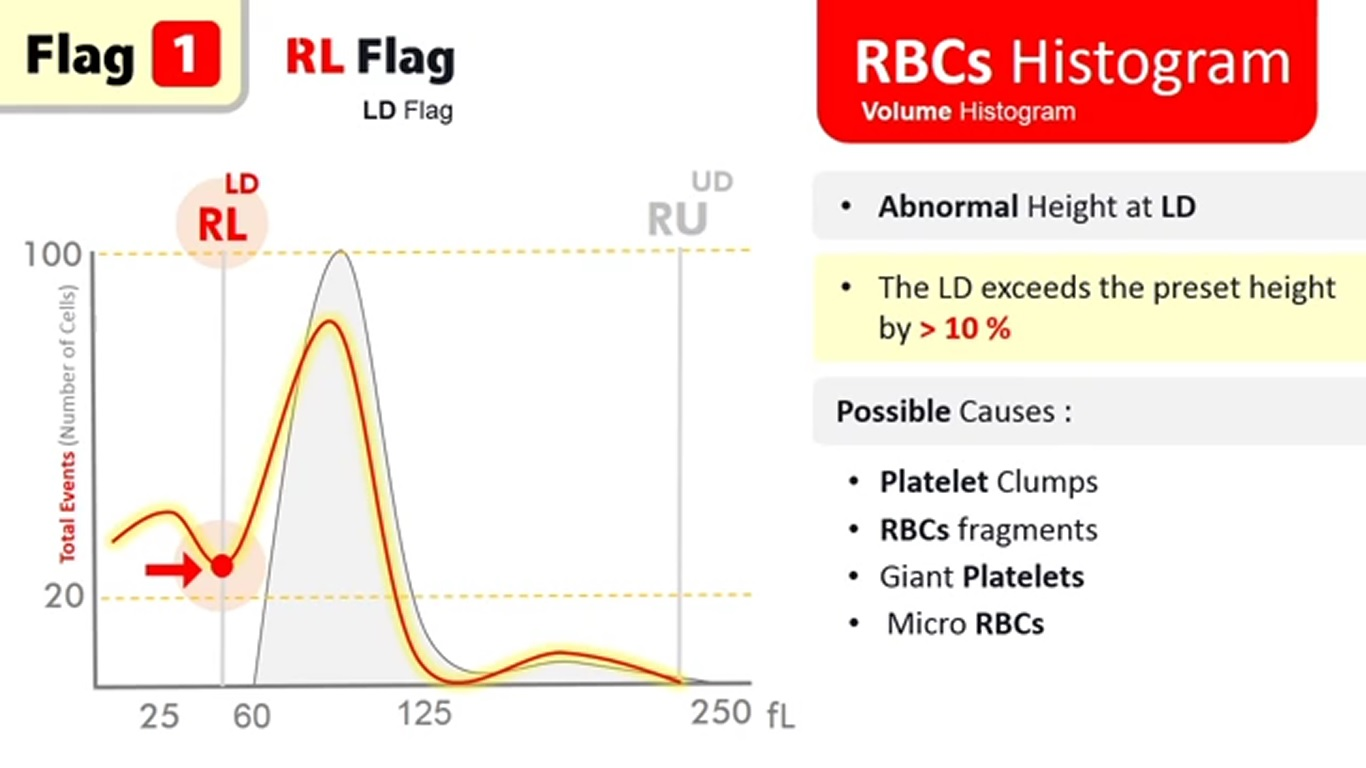 Flag 1
RL Flag
LD Flag
RBCs Histogram
Volume Histogram
LD
RL
UD
RU
100
20
Total Events (Number of Cells)
25 60 125 250 fL
• Abnormal Height at LD
• The LD exceeds the preset height
by > 10 %
Possible Causes :
• Platelet Clumps
• RBCs fragments
• Giant Platelets
• Micro RBCs